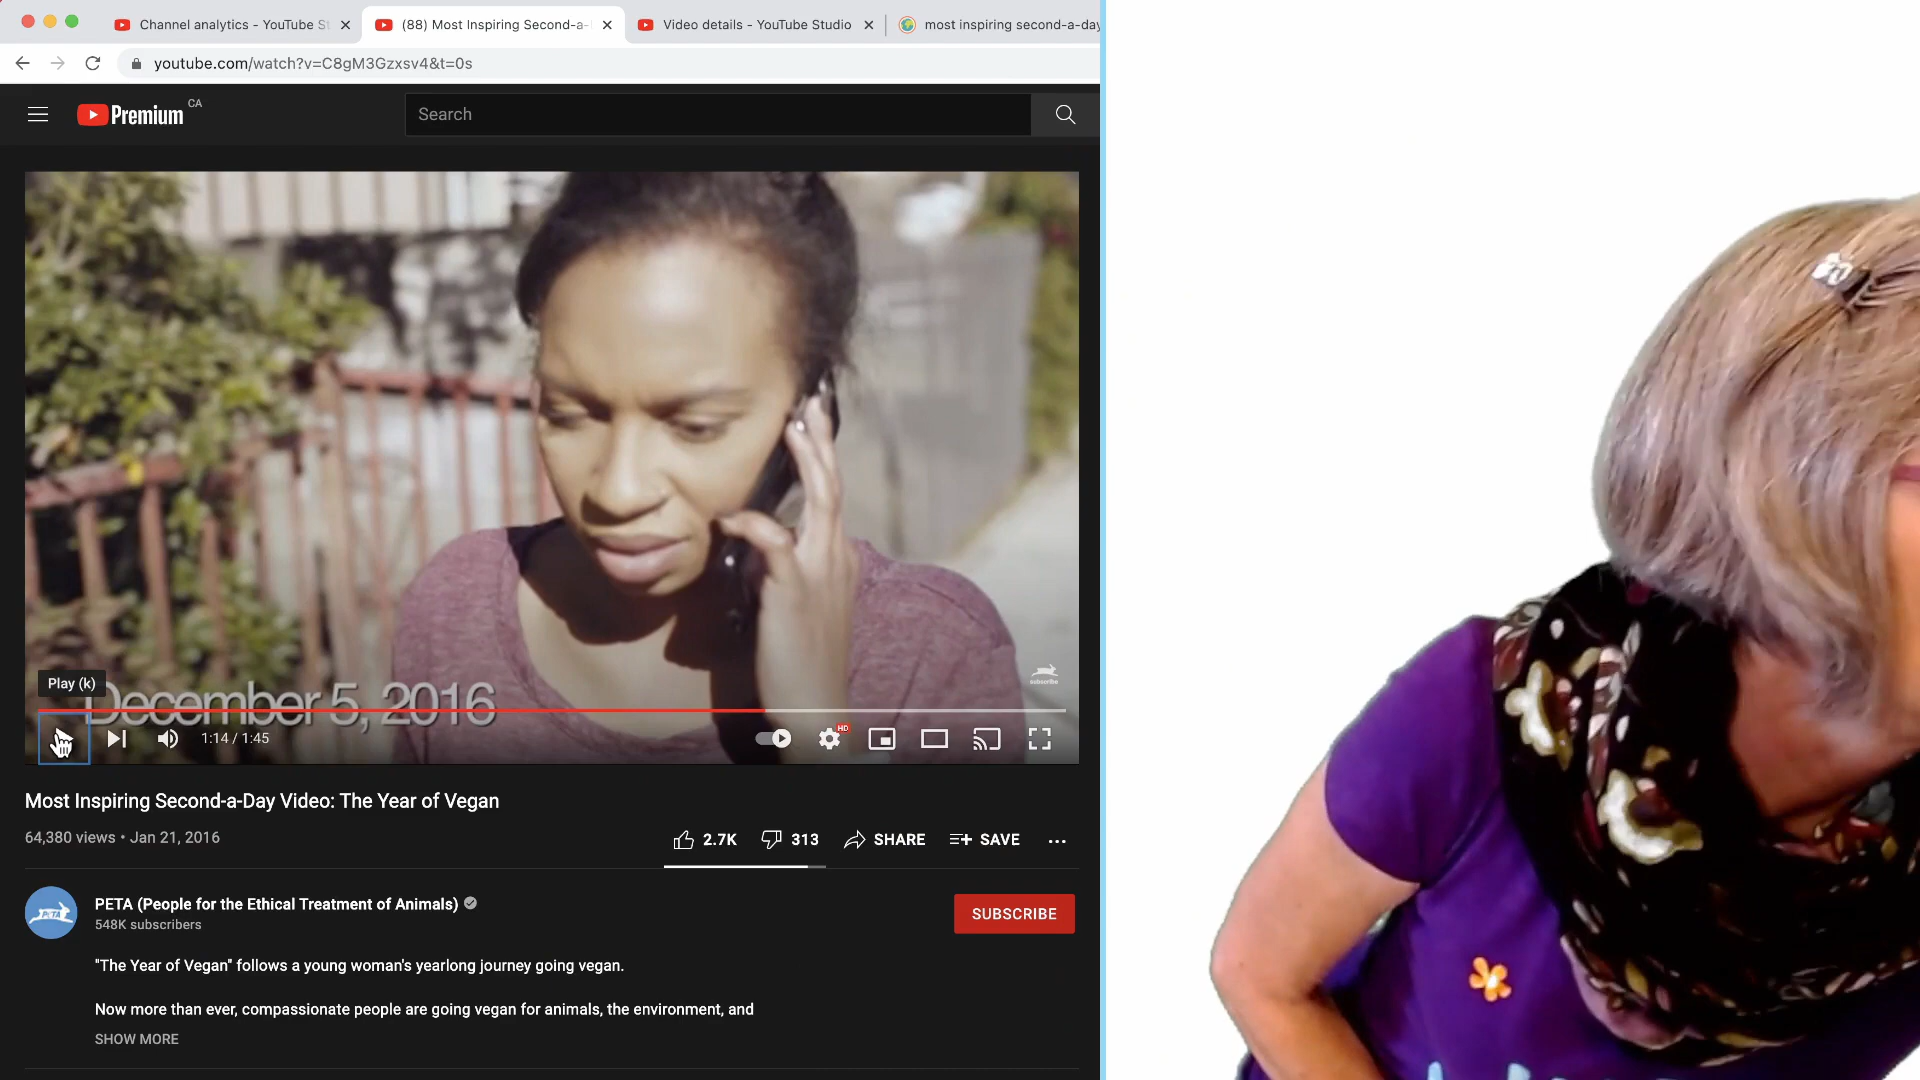 Channel analytics - YouTube St
(88) Most Inspiring Second-a-
Video details - YouTube Studio
most inspiring second-a-day
youtube.com/watch?v=C8gM3Gzxsv4&t=0s
Premium CA
Search
subscribe
Play (k)
December 5, 2016
1:14 / 1:45
HD
Most Inspiring Second-a-Day Video: The Year of Vegan
64,380 views • Jan 21, 2016
2.7K
313
SHARE
SAVE
PETA
PETA (People for the Ethical Treatment of Animals)
548K subscribers
SUBSCRIBE
"The Year of Vegan" follows a young woman's yearlong journey going vegan.
Now more than ever, compassionate people are going vegan for animals, the environment, and
SHOW MORE